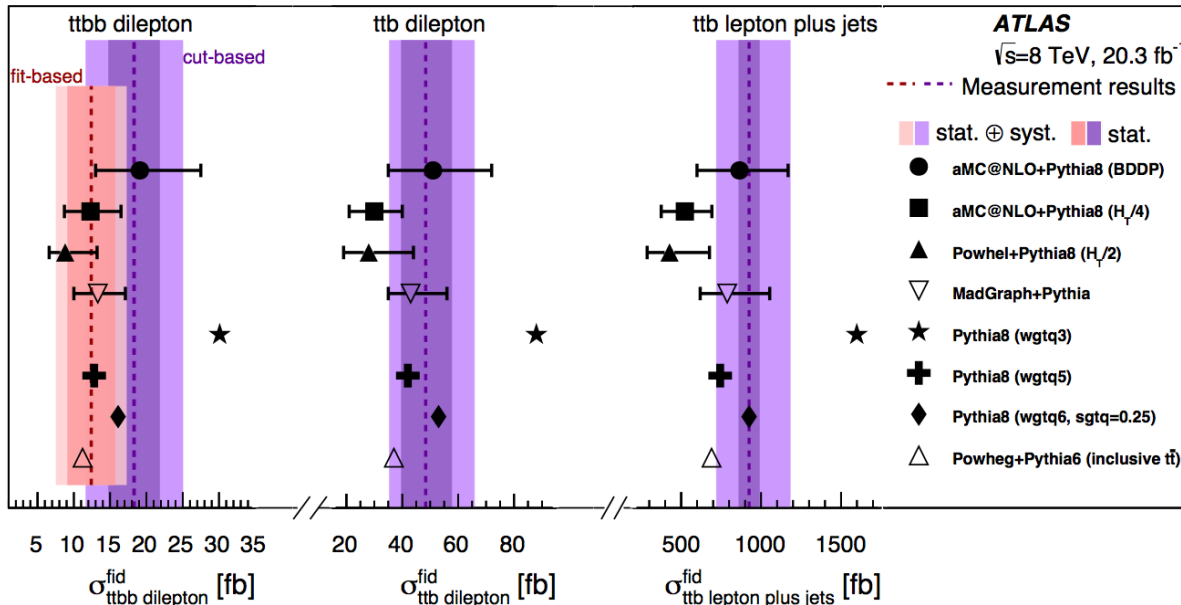 ttbb dilepton ttb dilepton ttb lepton plus jets ATLAS
cut-based √s=8 TeV, 20.3 fb⁻
fit-based Measurement results
stat. ⊕ syst. stat.
aMC@NLO+Pythia8 (BDDP)
aMC@NLO+Pythia8 (H_T/4)
Powhel+Pythia8 (H_T/2)
MadGraph+Pythia
Pythia8 (wgtq3)
Pythia8 (wgtq5)
Pythia8 (wgtq6, sgtq=0.25)
Powheg+Pythia6 (inclusive tt̄)
5 10 15 20 25 30 35 20 40 60 80 500 1000 1500
σ^fid_ttbb dilepton [fb] σ^fid_ttb dilepton [fb] σ^fid_ttb lepton plus jets [fb]